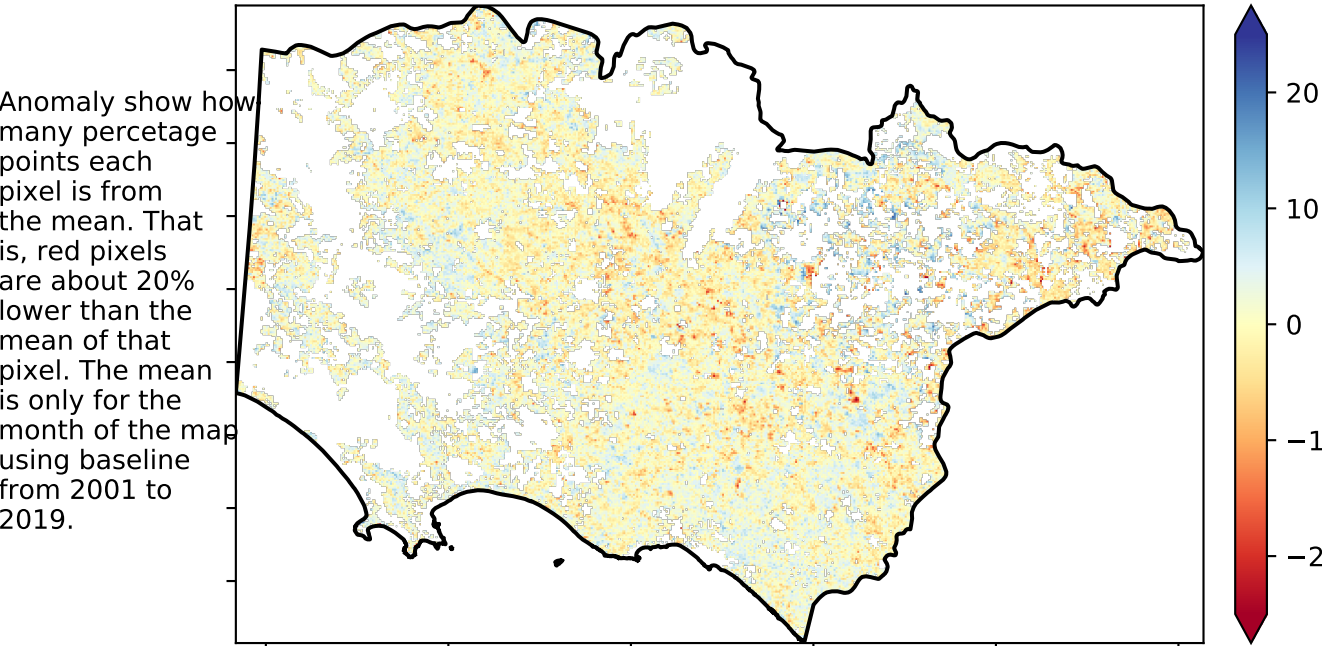 Anomaly show how
many percetage
points each
pixel is from
the mean. That
is, red pixels
are about 20%
lower than the
mean of that
pixel. The mean
is only for the
month of the map
using baseline
from 2001 to
2019.
20
10
0
−1
−2